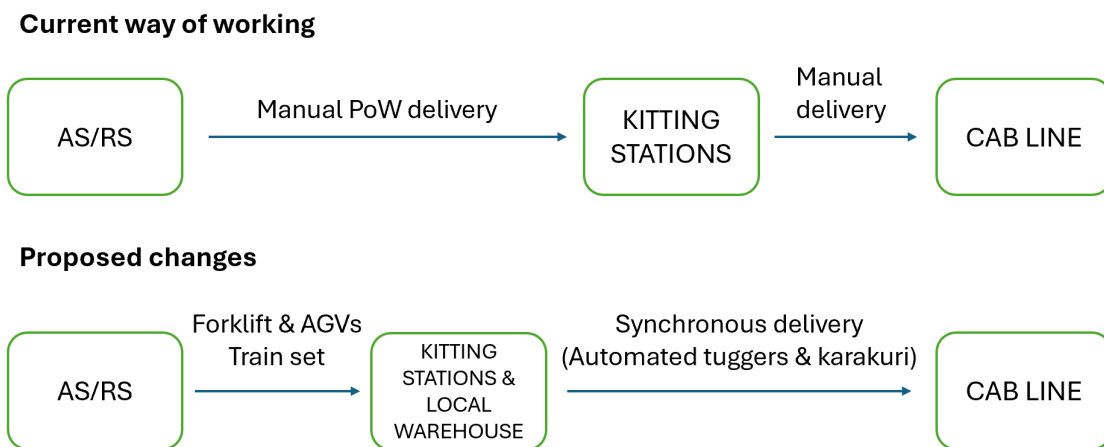 Current way of working
AS/RS
Manual PoW delivery
KITTING
STATIONS
Manual
delivery
CAB LINE
Proposed changes
AS/RS
Forklift & AGVs
Train set
KITTING
STATIONS &
LOCAL
WAREHOUSE
Synchronous delivery
(Automated tuggers & karakuri)
CAB LINE